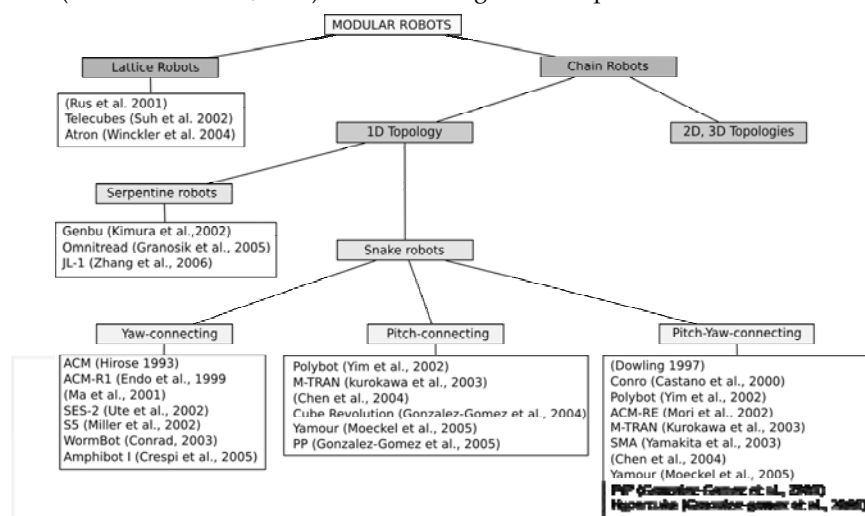 MODULAR ROBOTS
Lattice Robots
Chain Robots
(Rus et al. 2001)
Telecubes (Suh et al. 2002)
Atron (Winckler et al. 2004)
1D Topology
2D, 3D Topologies
Serpentine robots
Genbu (Kimura et al.,2002)
Omnitread (Granosik et al., 2005)
JL-1 (Zhang et al., 2006)
Snake robots
Yaw-connecting
Pitch-connecting
Pitch-Yaw-connecting
ACM (Hirose 1993)
ACM-R1 (Endo et al., 1999
(Ma et al., 2001)
SES-2 (Ute et al., 2002)
S5 (Miller et al., 2002)
WormBot (Conrad, 2003)
Amphibot I (Crespi et al., 2005)
Polybot (Yim et al., 2002)
M-TRAN (kurokawa et al., 2003)
(Chen et al., 2004)
Cube Revolution (Gonzalez-Gomez et al., 2004)
Yamour (Moeckel et al., 2005)
PP (Gonzalez-Gomez et al., 2005)
(Dowling 1997)
Conro (Castano et al., 2000)
Polybot (Yim et al., 2002)
ACM-RE (Mori et al., 2002)
M-TRAN (Kurokawa et al., 2003)
SMA (Yamakita et al., 2003)
(Chen et al., 2004)
Yamour (Moeckel et al., 2005)
(Gonzalez-Gomez et al.,
(Gonzalez-gomez et al.,